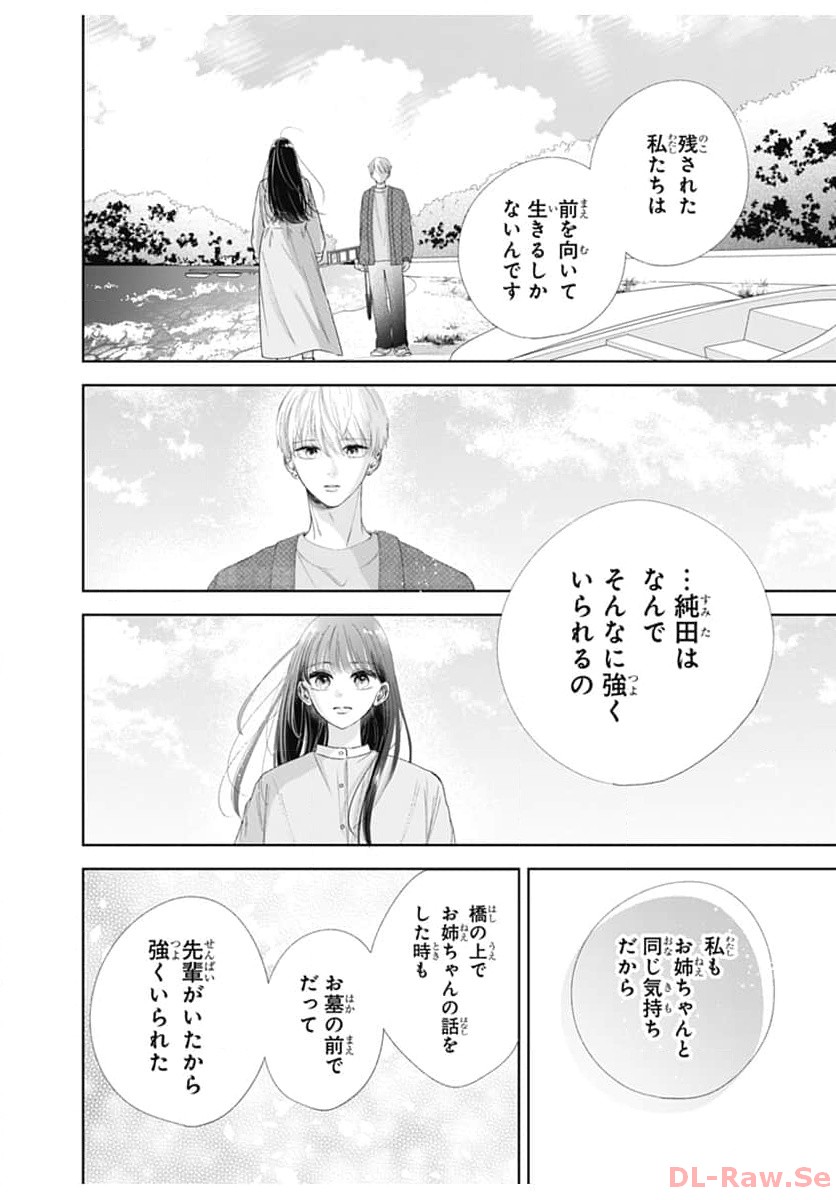 残された
私たちは
前を向いて
生きるしか
ないんです
…純田は
なんで
そんなに強く
いられるの
私も
お姉ちゃんと
同じ気持ち
だから
橋の上で
お姉ちゃんの話を
した時も
お墓の前で
だって
先輩がいたから
強くいられた
DL-Raw.Se